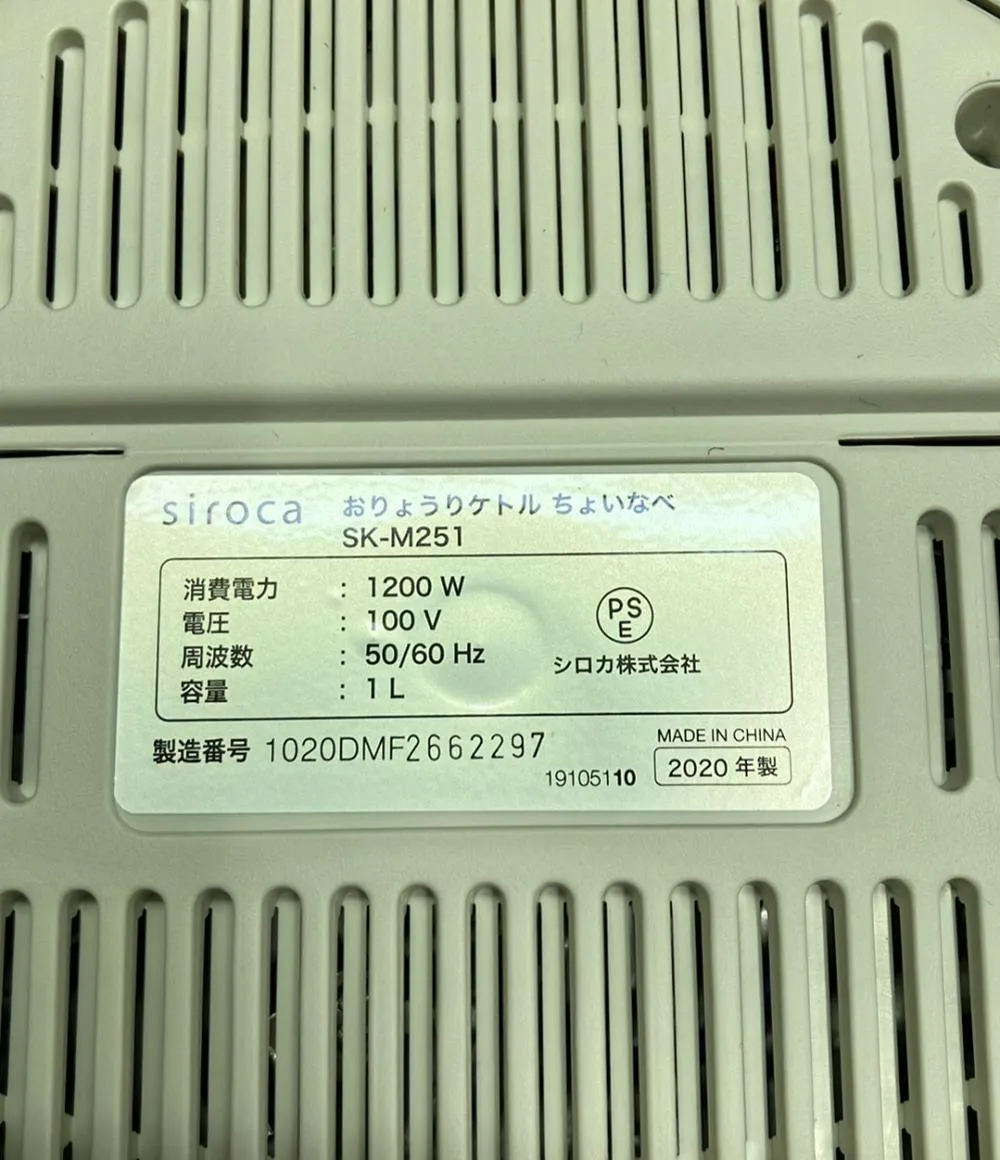 siroca おりょうりケトル ちょいなべ
SK-M251
消費電力 : 1200 W
電圧 : 100 V
周波数 : 50/60 Hz
容量 : 1 L
PS
E
シロカ株式会社
製造番号 1020DMF2662297
MADE IN CHINA
19105110
2020 年製